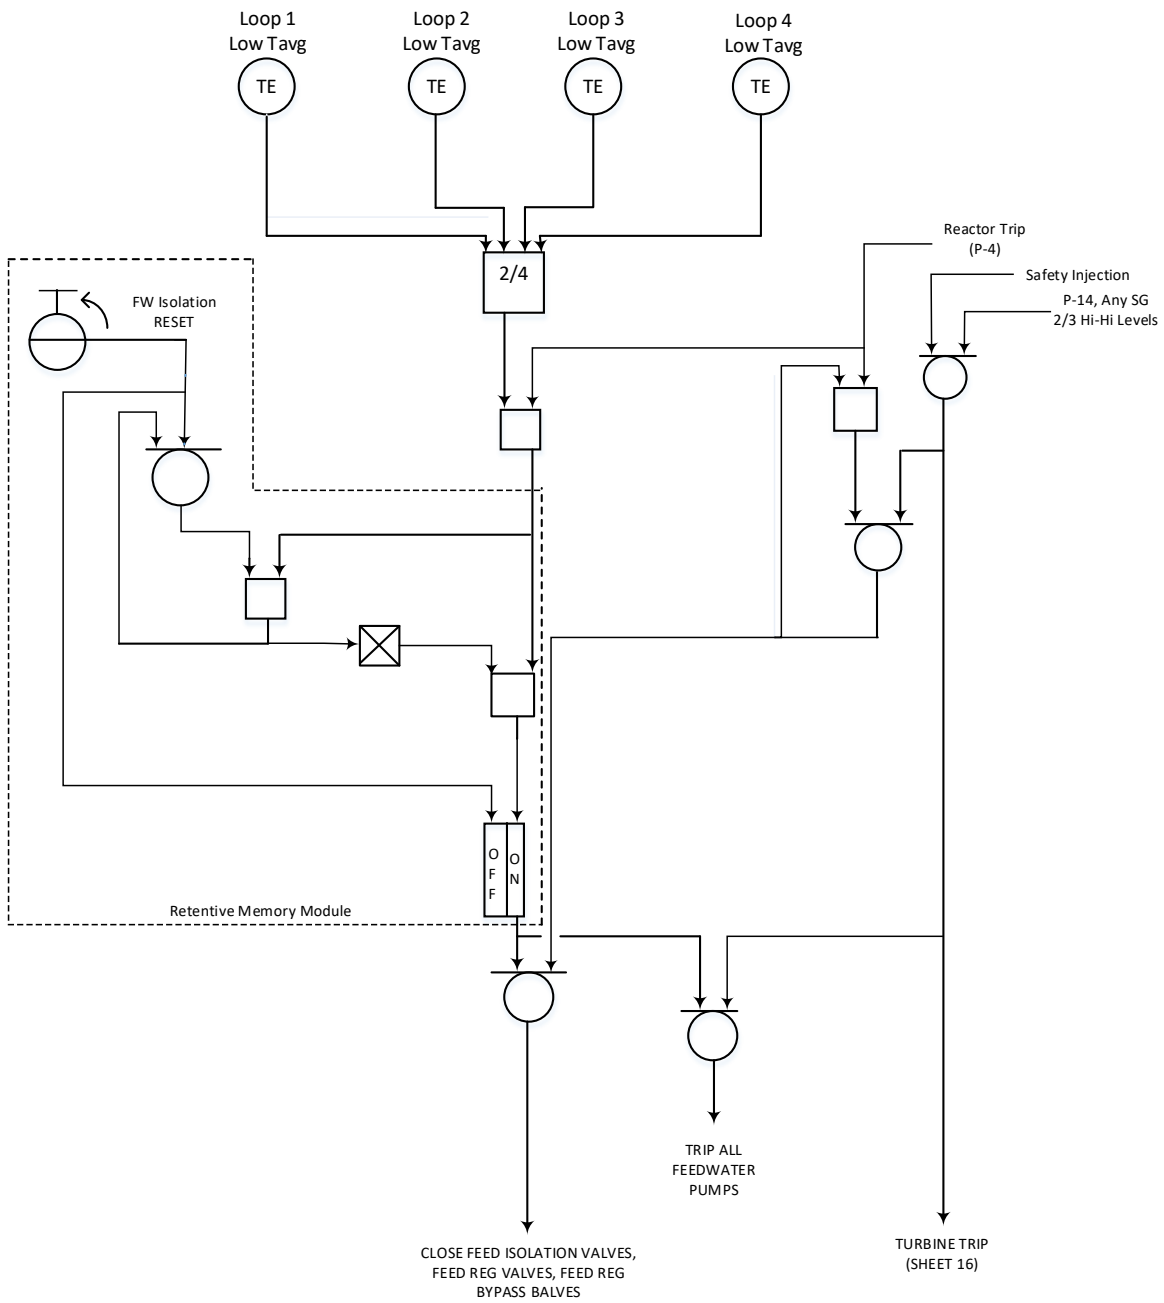 Loop 1
Low Tavg
Loop 2
Low Tavg
Loop 3
Low Tavg
Loop 4
Low Tavg
TE
TE
TE
TE
2/4
Reactor Trip
(P-4)
Safety Injection
P-14, Any SG
2/3 Hi-Hi Levels
FW Isolation
RESET
OFF
ON
Retentive Memory Module
TRIP ALL
FEEDWATER
PUMPS
CLOSE FEED ISOLATION VALVES,
FEED REG VALVES, FEED REG
BYPASS BALVES
TURBINE TRIP
(SHEET 16)